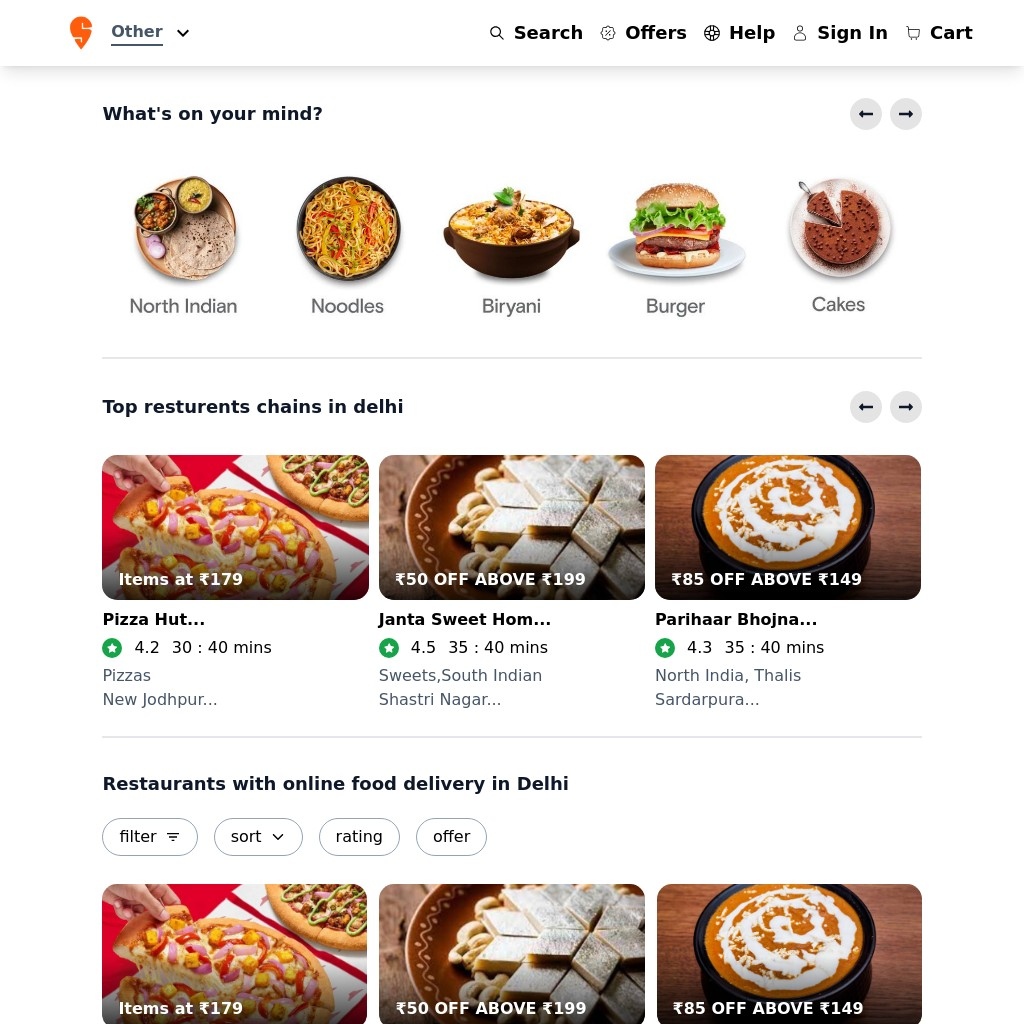 Other
Search
Offers
Help
Sign In
Cart
What's on your mind?
North Indian
Noodles
Biryani
Burger
Cakes
Top resturents chains in delhi
Items at ₹179
₹50 OFF ABOVE ₹199
₹85 OFF ABOVE ₹149
Pizza Hut...
Janta Sweet Hom...
Parihaar Bhojna...
4.2 30 : 40 mins
4.5 35 : 40 mins
4.3 35 : 40 mins
Pizzas
Sweets,South Indian
North India, Thalis
New Jodhpur...
Shastri Nagar...
Sardarpura...
Restaurants with online food delivery in Delhi
filter
sort
rating
offer
Items at ₹179
₹50 OFF ABOVE ₹199
₹85 OFF ABOVE ₹149